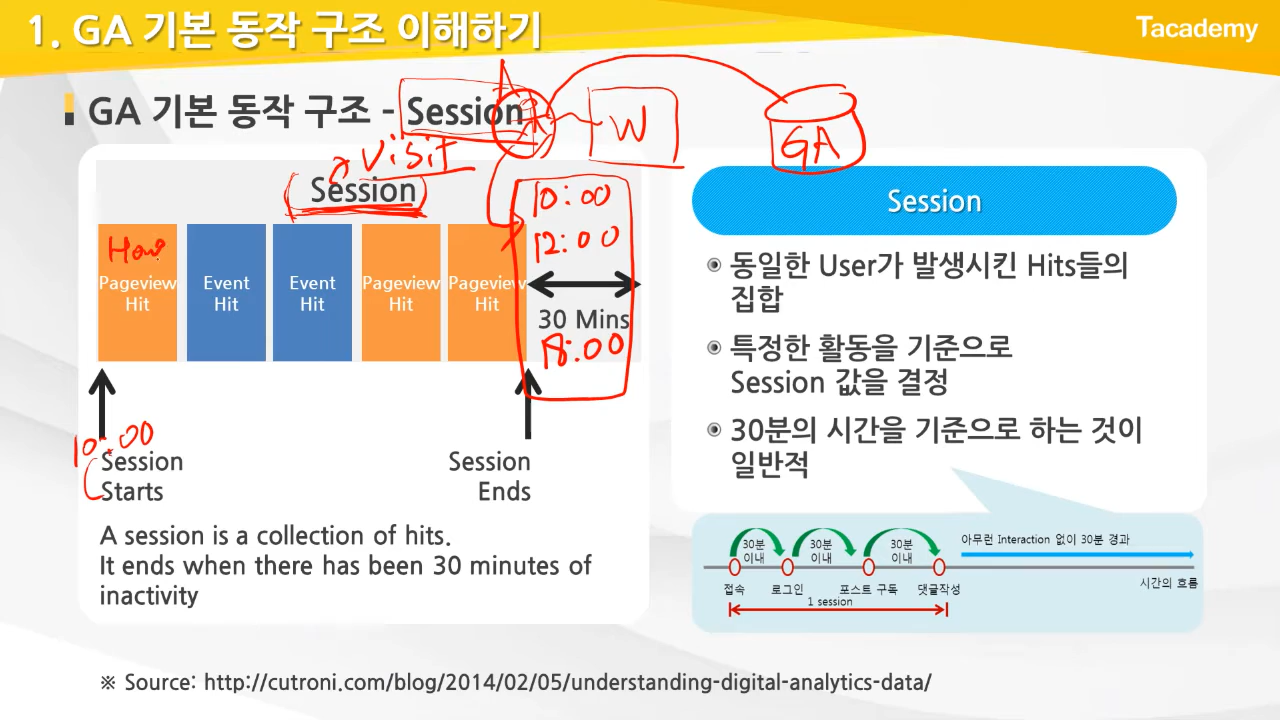 1. GA 기본 동작 구조 이해하기
Tacademy
GA 기본 동작 구조 - Session
W
GA
visit
Session
10:00
12:00
18:00
Pageview
Hit
Event
Hit
Event
Hit
Pageview
Hit
Pageview
Hit
30 Mins
10:00
Session
Starts
Session
Ends
A session is a collection of hits.
It ends when there has been 30 minutes of
inactivity
Session
동일한 User가 발생시킨 Hits들의
집합
특정한 활동을 기준으로
Session 값을 결정
30분의 시간을 기준으로 하는 것이
일반적
30분
이내
30분
이내
30분
이내
아무런 Interaction 없이 30분 경과
접속
로그인
포스트 구독
댓글작성
시간의 흐름
1 session
※ Source: http://cutroni.com/blog/2014/02/05/understanding-digital-analytics-data/